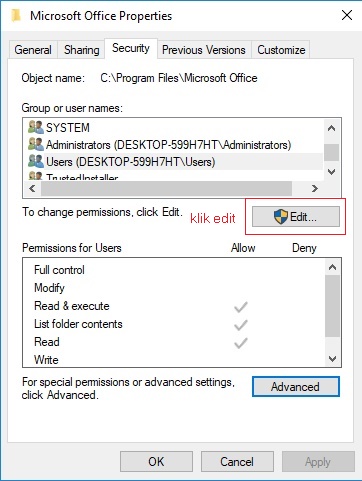 Microsoft Office Properties
General Sharing Security Previous Versions Customize
Object name: C:\Program Files\Microsoft Office
Group or user names:
SYSTEM
Administrators (DESKTOP-599H7HT\Administrators)
Users (DESKTOP-599H7HT\Users)
TrustedInstaller
To change permissions, click Edit.
klik edit
Edit...
Permissions for Users Allow Deny
Full control
Modify
Read & execute
List folder contents
Read
Write
For special permissions or advanced settings,
click Advanced.
Advanced
OK Cancel Apply